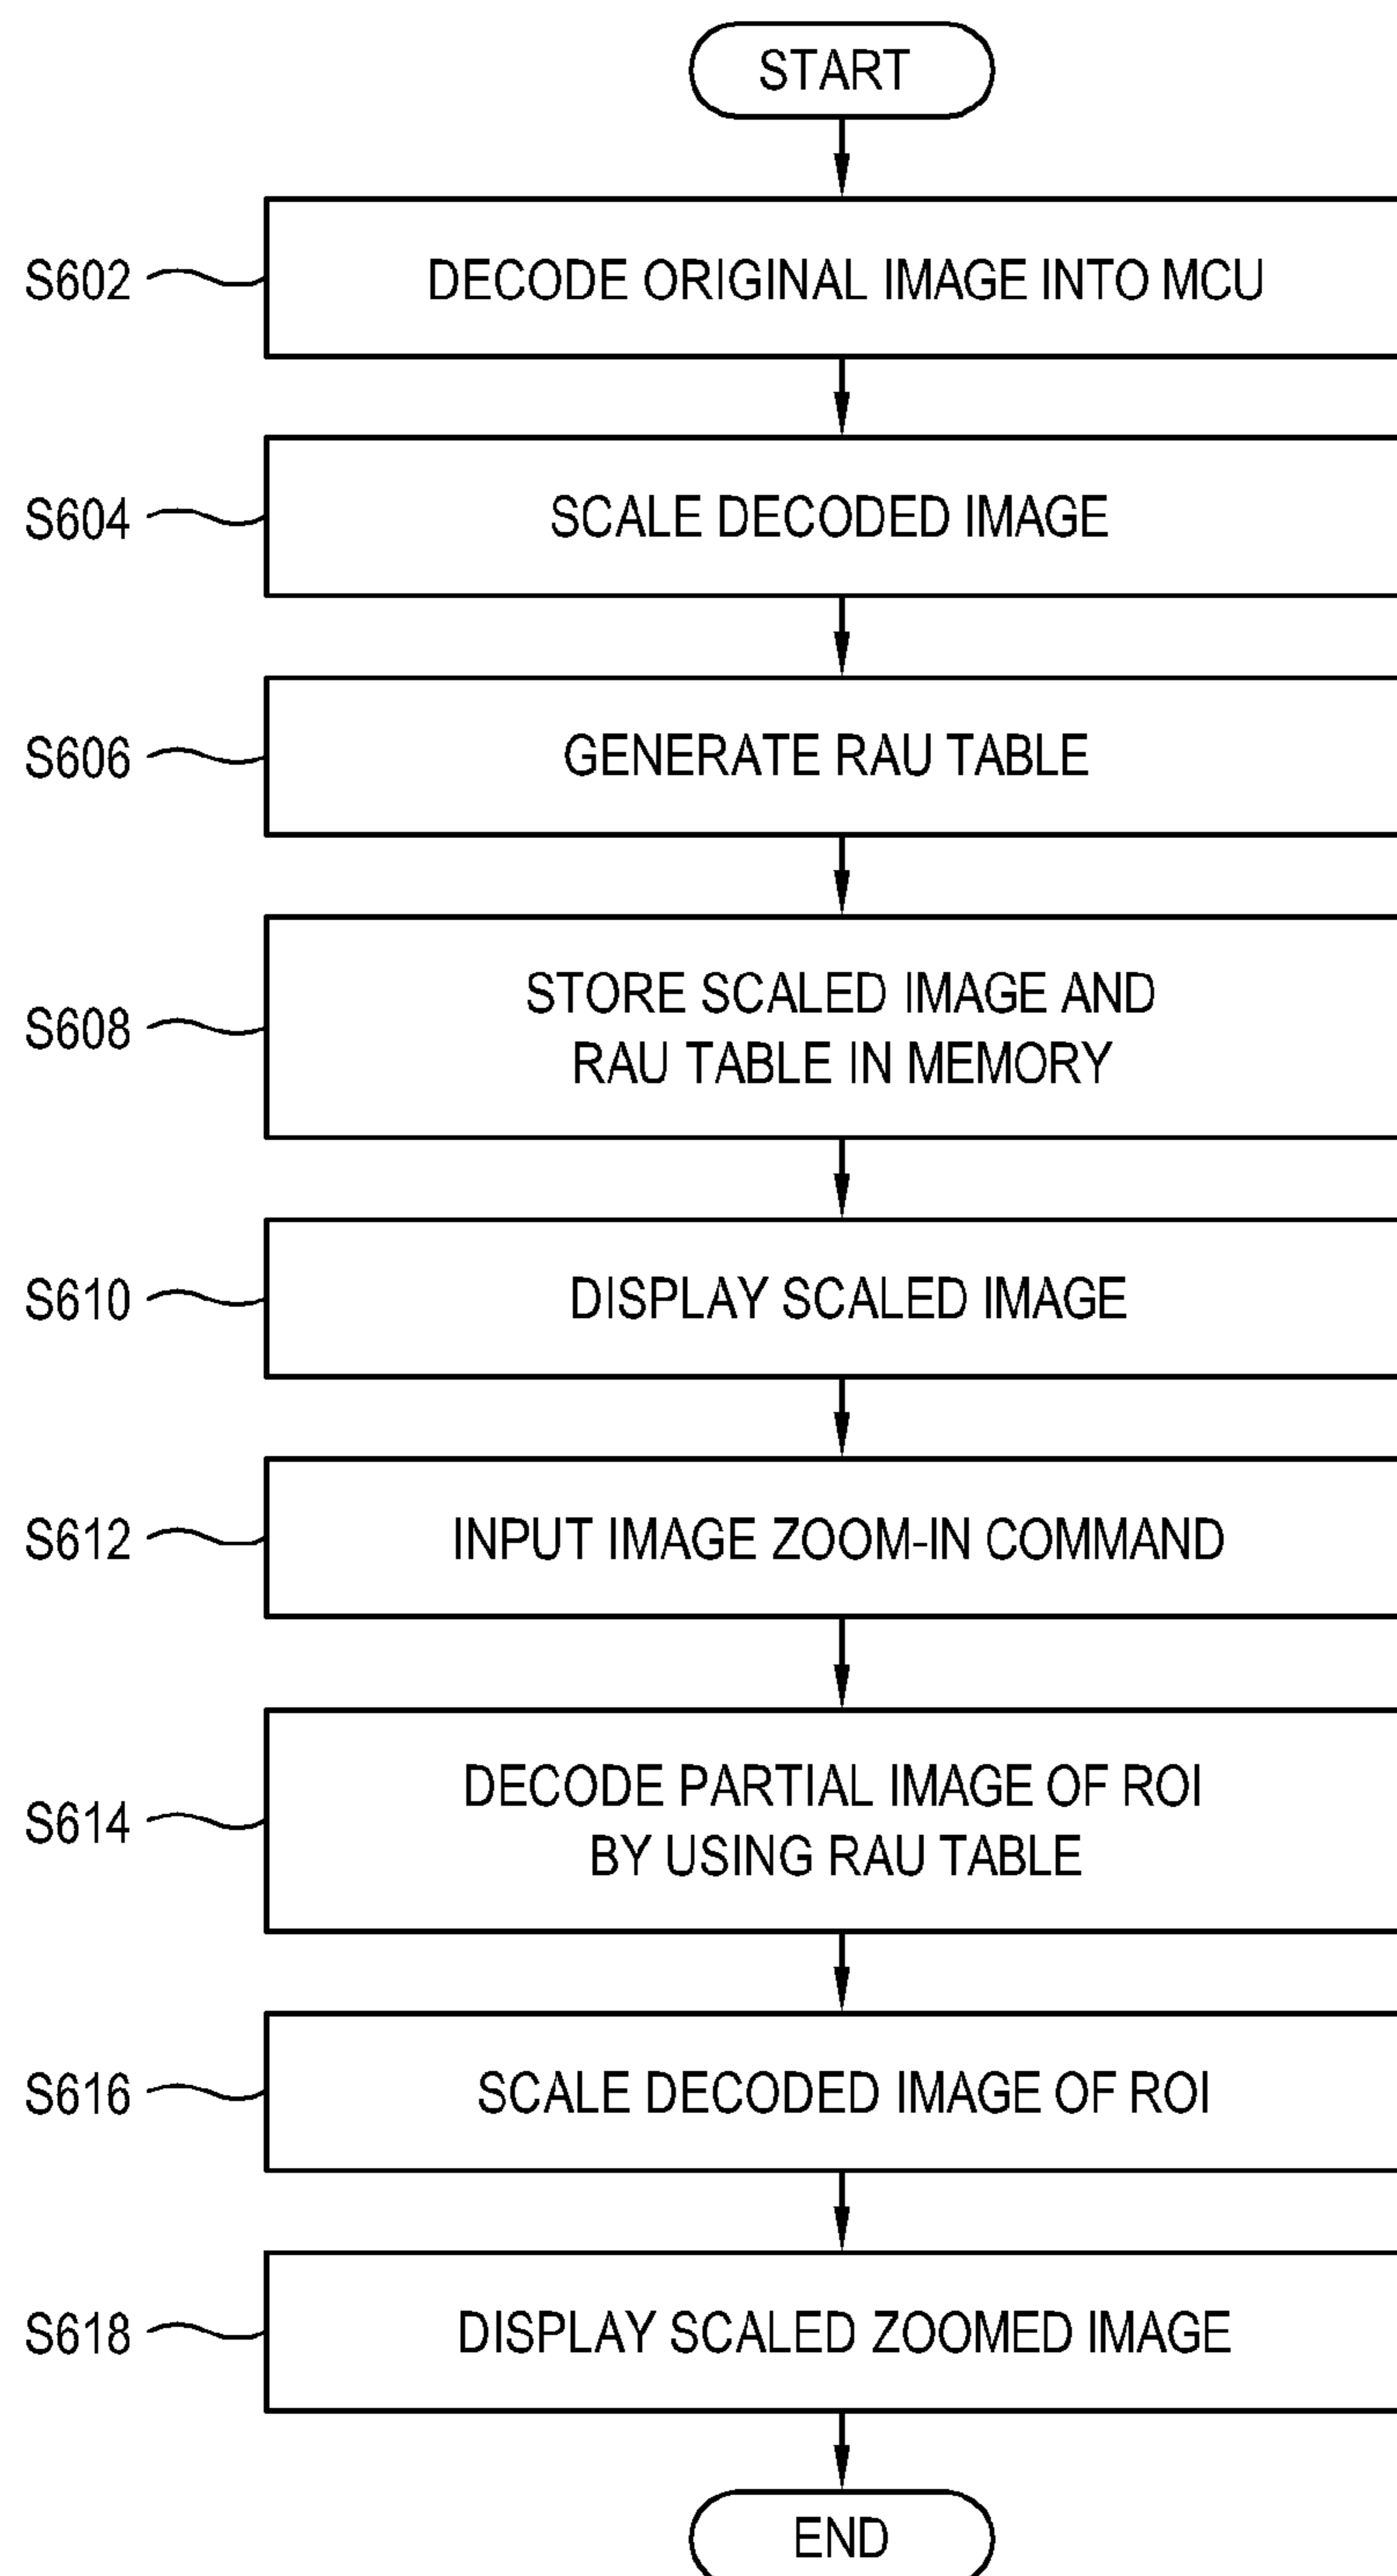 START
S602
DECODE ORIGINAL IMAGE INTO MCU
S604
SCALE DECODED IMAGE
S606
GENERATE RAU TABLE
S608
STORE SCALED IMAGE AND
RAU TABLE IN MEMORY
S610
DISPLAY SCALED IMAGE
S612
INPUT IMAGE ZOOM-IN COMMAND
S614
DECODE PARTIAL IMAGE OF ROI
BY USING RAU TABLE
S616
SCALE DECODED IMAGE OF ROI
S618
DISPLAY SCALED ZOOMED IMAGE
END